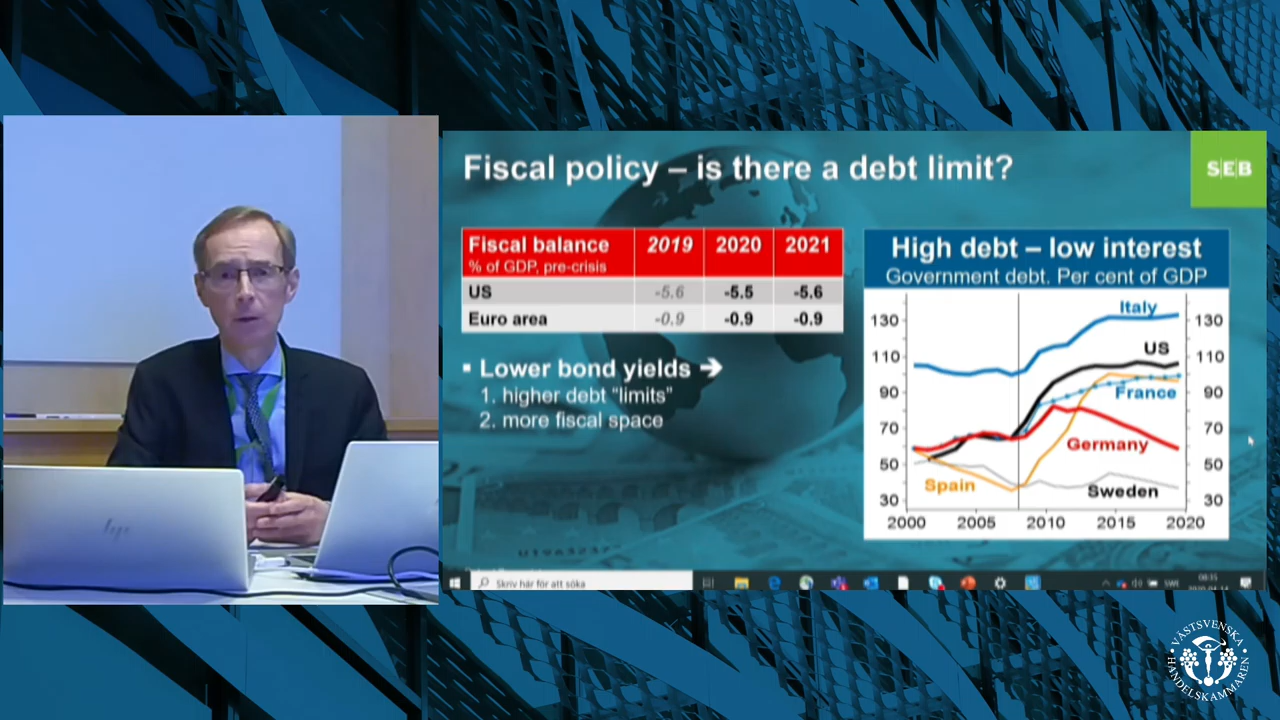 Fiscal policy – is there a debt limit?
SEB
Fiscal balance 2019 2020 2021
% of GDP, pre-crisis
US -5.6 -5.5 -5.6
Euro area -0.9 -0.9 -0.9
▪ Lower bond yields ➔
1. higher debt “limits”
2. more fiscal space
High debt – low interest
Government debt. Per cent of GDP
Italy
130 130
US
110 110
90 France 90
70 70
Germany
50 50
Spain Sweden
30 30
2000 2005 2010 2015 2020
hp
Skriv här för att söka
SWE
08:35
VÄSTSVENSKA
HANDELSKAMMAREN